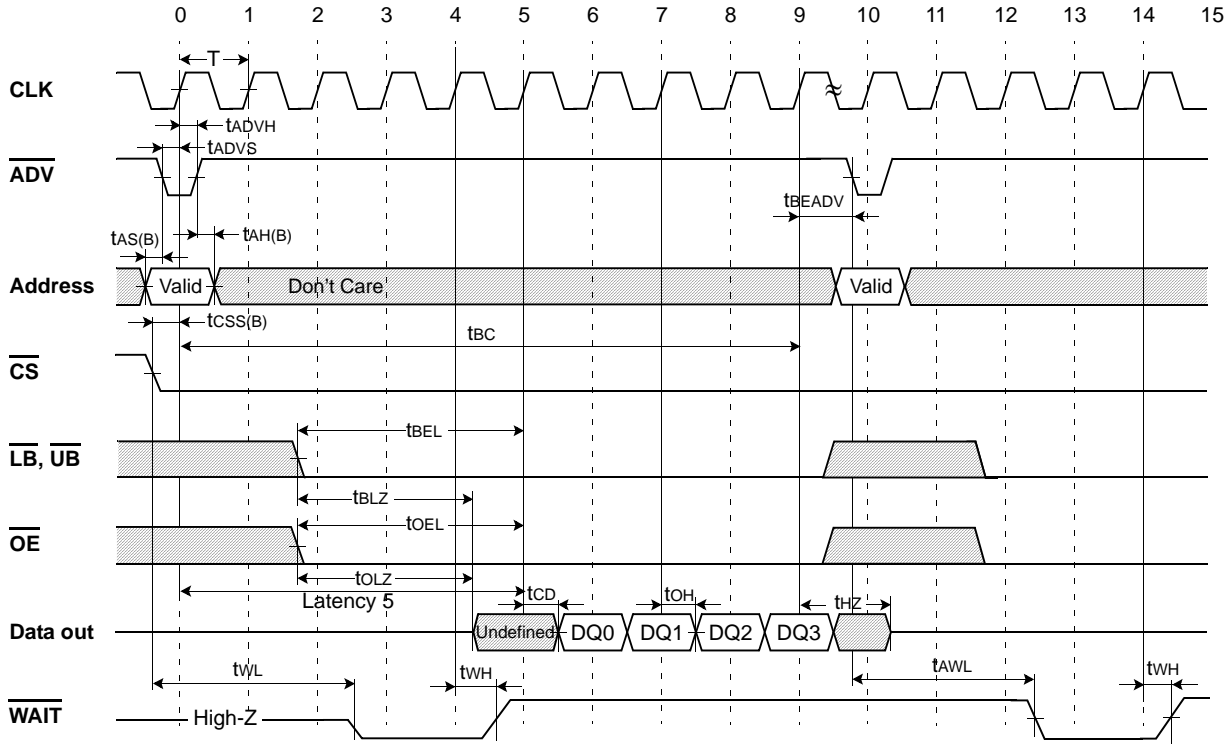 0 1 2 3 4 5 6 7 8 9 10 11 12 13 14 15
T
CLK
tADVH
tADVS
ADV
tBEADV
tAS(B) tAH(B)
Address Valid Don't Care Valid
tCSS(B)
tBC
CS
tBEL
LB, UB
tBLZ
tOEL
OE
tOLZ
Latency 5 tCD tOH tHZ
Data out Undefined DQ0 DQ1 DQ2 DQ3
tWL tWH tAWL tWH
WAIT High-Z